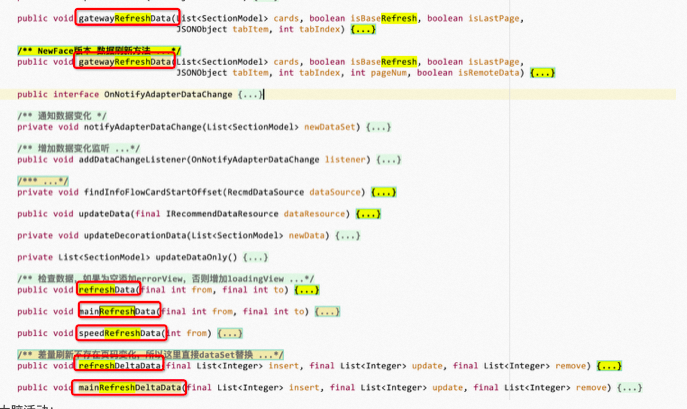 public void gatewayRefreshData(List<SectionModel> cards, boolean isBaseRefresh, boolean isLastPage,
JSONObject tabItem, int tabIndex) {...}
/** NewFace版本 数据刷新方法 ...*/
public void gatewayRefreshData(List<SectionModel> cards, boolean isBaseRefresh, boolean isLastPage,
JSONObject tabItem, int tabIndex, int pageNum, boolean isRemoteData) {...}
public interface OnNotifyAdapterDataChange {...}
/** 通知数据变化 */
private void notifyAdapterDataChange(List<SectionModel> newDataSet) {...}
/** 增加数据变化监听 ...*/
public void addDataChangeListener(OnNotifyAdapterDataChange listener) {...}
/*** ...*/
private void findInfoFlowCardStartOffset(RecmdDataSource dataSource) {...}
public void updateData(final IRecommendDataResource dataResource) {...}
private void updateDecorationData(List<SectionModel> newData) {...}
private List<SectionModel> updateDataOnly() {...}
/** 检查数据，如果为空添加errorView, 否则增加loadingView ...*/
public void refreshData(final int from, final int to) {...}
public void mainRefreshData(final int from, final int to) {...}
public void speedRefreshData(int from) {...}
/** 差量刷新不存在页码变化，所以这里直接dataSet替换 ...*/
public void refreshDeltaData(final List<Integer> insert, final List<Integer> update, final List<Integer> remove) {...}
public void mainRefreshDeltaData(final List<Integer> insert, final List<Integer> update, final List<Integer> remove) {...}